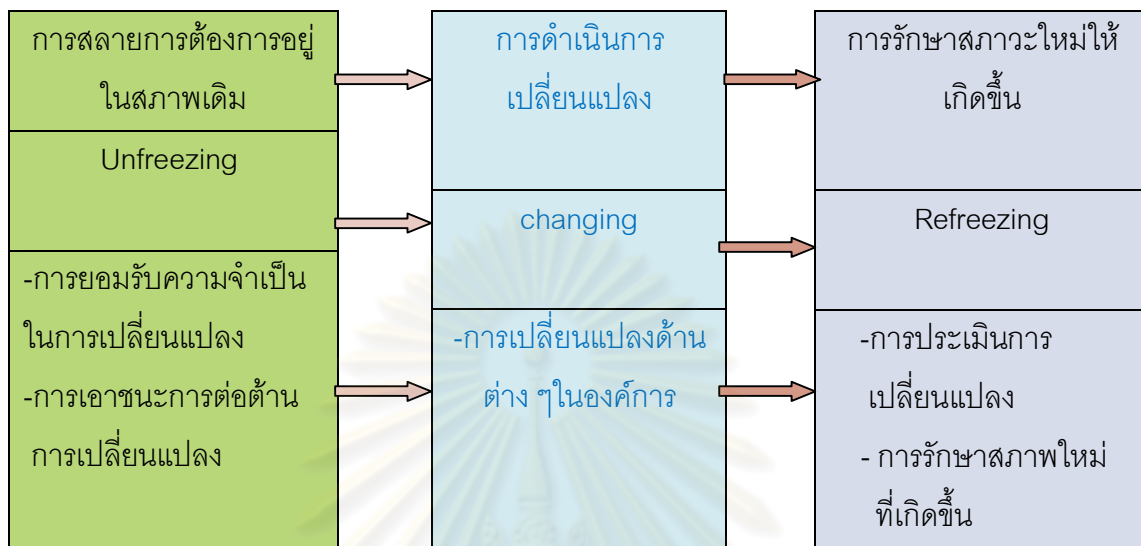 การสลายการต้องการอยู่
ในสภาพเดิม
Unfreezing
-การยอมรับความจำเป็น
ในการเปลี่ยนแปลง
-การเอาชนะการต่อต้าน
การเปลี่ยนแปลง
การดำเนินการ
เปลี่ยนแปลง
changing
-การเปลี่ยนแปลงด้าน
ต่าง ๆในองค์การ
การรักษาสภาวะใหม่ให้
เกิดขึ้น
Refreezing
-การประเมินการ
เปลี่ยนแปลง
- การรักษาสภาพใหม่
ที่เกิดขึ้น